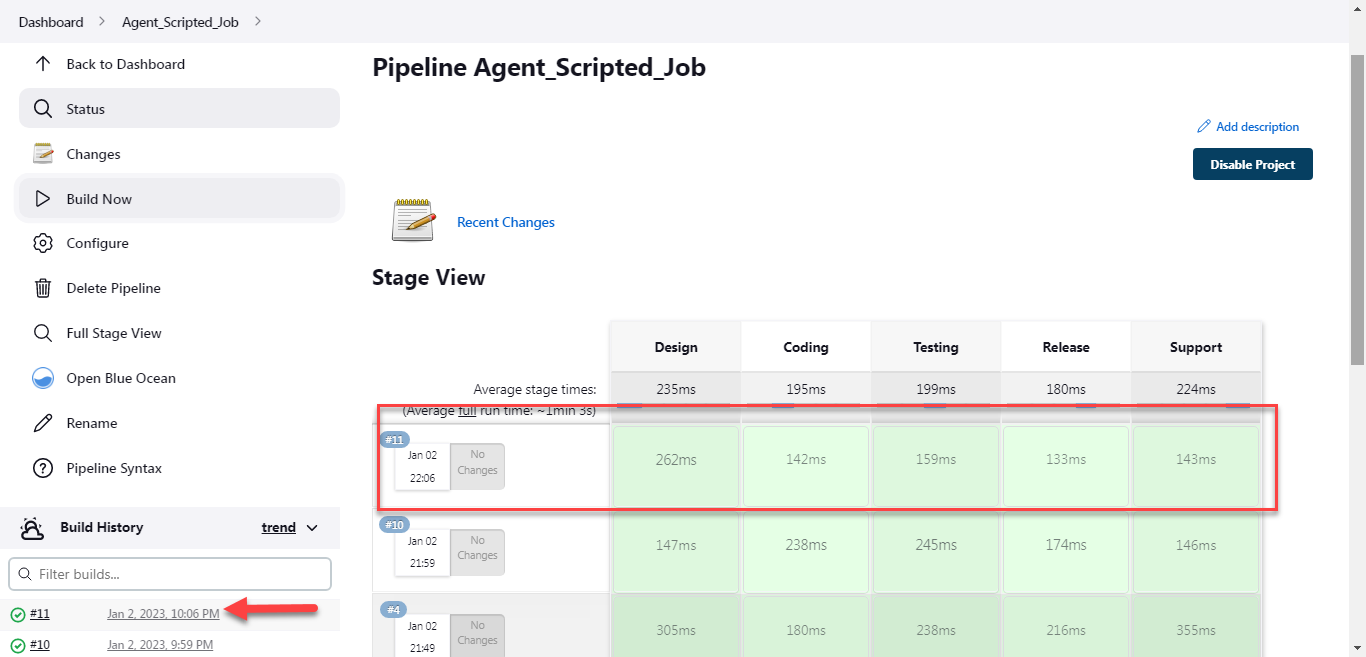 Dashboard > Agent_Scripted_Job >
Back to Dashboard
Status
Changes
Build Now
Configure
Delete Pipeline
Full Stage View
Open Blue Ocean
Rename
Pipeline Syntax
Build History trend
Filter builds...
#11 Jan 2, 2023, 10:06 PM
#10 Jan 2, 2023, 9:59 PM
Pipeline Agent_Scripted_Job
Add description
Disable Project
Recent Changes
Stage View
Design Coding Testing Release Support
Average stage times: 235ms 195ms 199ms 180ms 224ms
(Average full run time: ~1min 3s)
#11
Jan 02
22:06
No
Changes
262ms 142ms 159ms 133ms 143ms
#10
Jan 02
21:59
No
Changes
147ms 238ms 245ms 174ms 146ms
#4
Jan 02
21:49
No
Changes
305ms 180ms 238ms 216ms 355ms